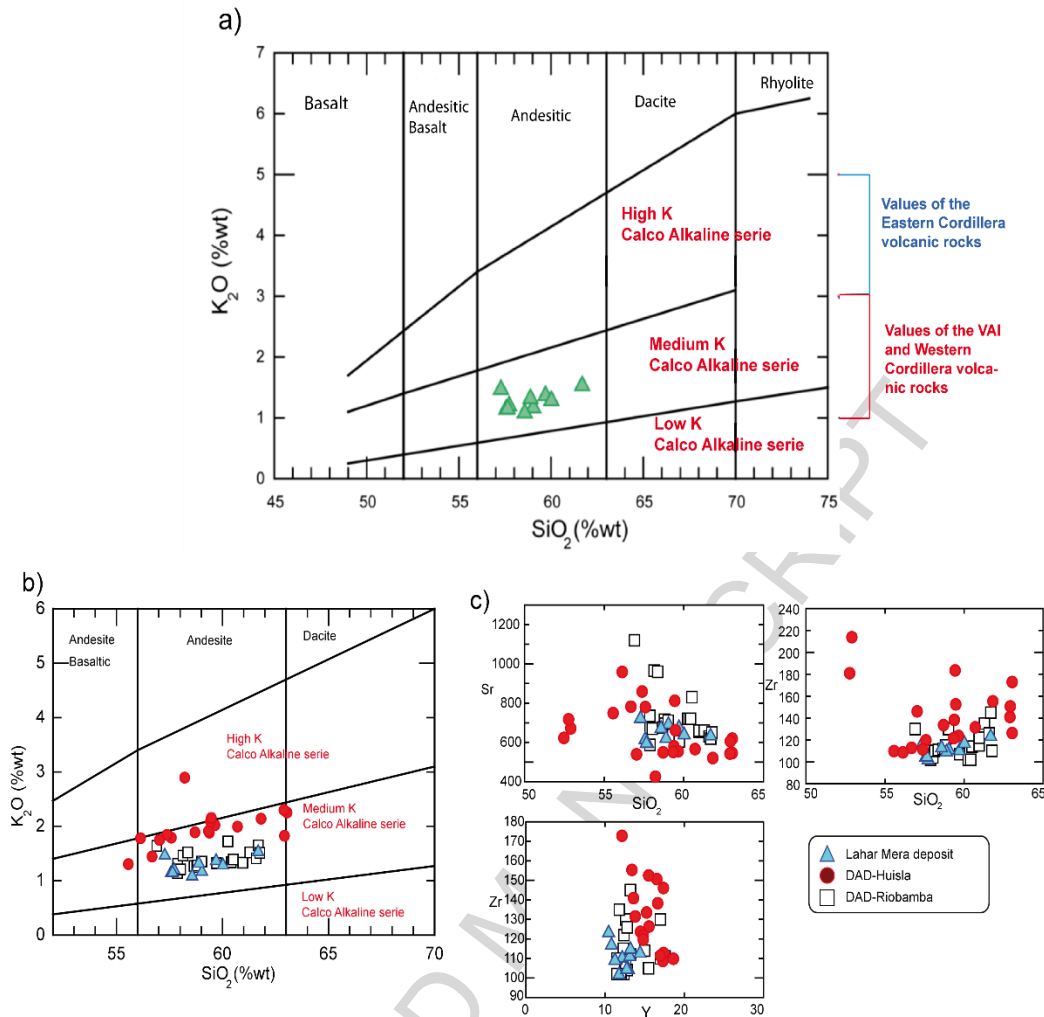 a)
7
6
5
4
3
2
1
0
K2O (%wt)
Basalt
Andesitic
Basalt
Andesitic
Dacite
Rhyolite
High K
Calco Alkaline serie
Medium K
Calco Alkaline serie
Low K
Calco Alkaline serie
45
50
55
60
65
70
75
SiO2(%wt)
Values of the
Eastern Cordillera
volcanic rocks
Values of the VAI
and Western
Cordillera volca-
nic rocks
b)
6
5
4
3
2
1
0
K2O (%wt)
Andesite
Basaltic
Andesite
Dacite
High K
Calco Alkaline serie
Medium K
Calco Alkaline serie
Low K
Calco Alkaline serie
55
60
65
70
SiO2(%wt)
c)
1200
1000
800
600
400
Sr
50
55
60
65
SiO2
240
220
200
180
160
140
120
100
80
Zr
50
55
60
65
SiO2
180
170
160
150
140
130
120
110
100
90
Zr
0
10
20
30
Y
Lahar Mera deposit
DAD-Huisla
DAD-Riobamba